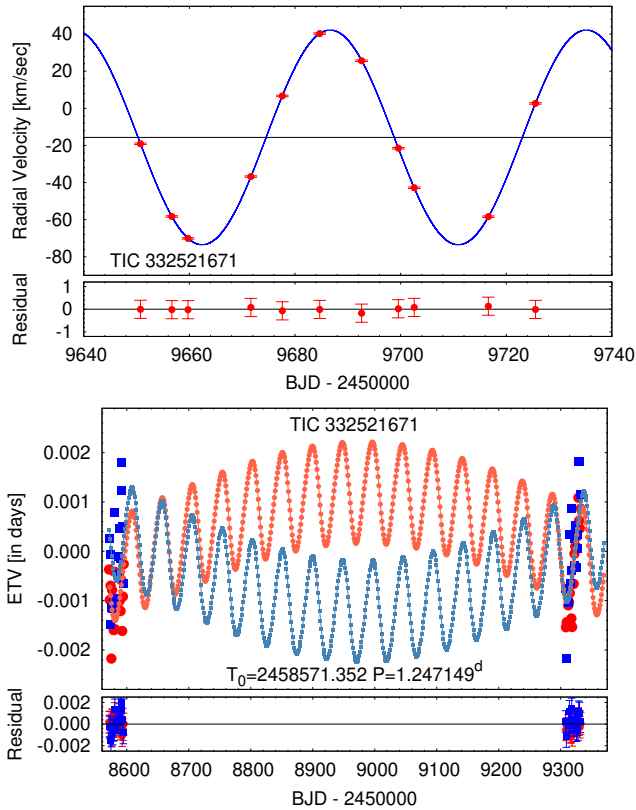 40
20
0
-20
-40
-60
-80
Radial Velocity [km/sec]
TIC 332521671
1
0
-1
Residual
9640 9660 9680 9700 9720 9740
BJD - 2450000
TIC 332521671
0.002
0.001
0.000
-0.001
-0.002
ETV [in days]
T0=2458571.352 P=1.247149d
0.002
0.000
-0.002
Residual
8600 8700 8800 8900 9000 9100 9200 9300
BJD - 2450000